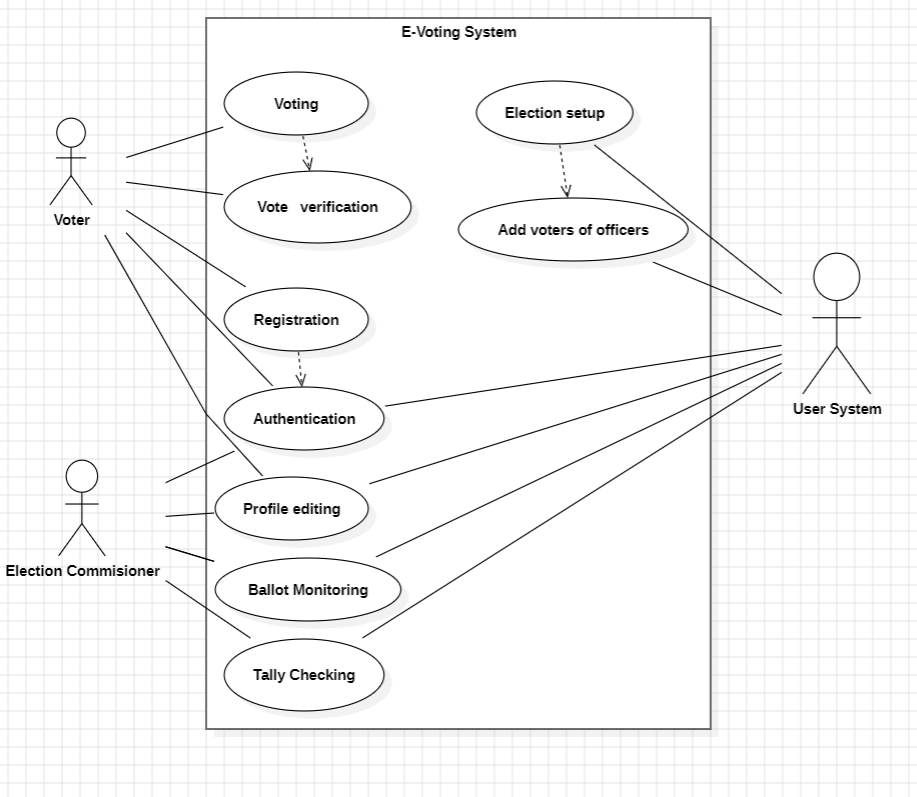 E-Voting System
Voting
Election setup
Vote verification
Add voters of officers
Voter
Registration
Authentication
User System
Profile editing
Election Commisioner
Ballot Monitoring
Tally Checking